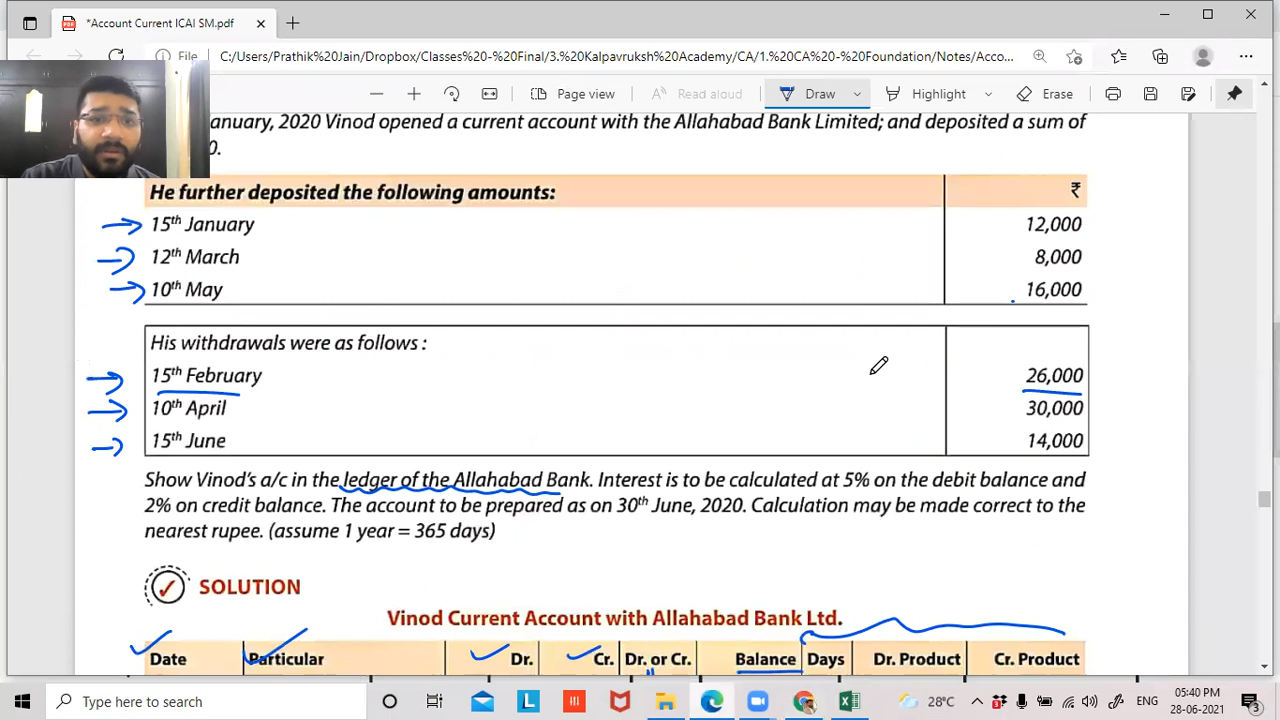 *Account Current ICAI SM.pdf
File
C:/Users/Prathik%20Jain/Dropbox/Classes%20-%20Final/3.%20Kalpavruksh%20Academy/CA/1.%20CA%20-%20Foundation/Notes/Acco...
Page view
Read aloud
Draw
Highlight
Erase
anuary, 2020 Vinod opened a current account with the Allahabad Bank Limited; and deposited a sum of
0.
He further deposited the following amounts: ₹
15th January 12,000
12th March 8,000
10th May 16,000
His withdrawals were as follows :
15th February 26,000
10th April 30,000
15th June 14,000
Show Vinod's a/c in the ledger of the Allahabad Bank. Interest is to be calculated at 5% on the debit balance and
2% on credit balance. The account to be prepared as on 30th June, 2020. Calculation may be made correct to the
nearest rupee. (assume 1 year = 365 days)
SOLUTION
Vinod Current Account with Allahabad Bank Ltd.
Date Particular Dr. Cr. Dr. or Cr. Balance Days Dr. Product Cr. Product
Type here to search
28°C
ENG
05:40 PM
28-06-2021
3